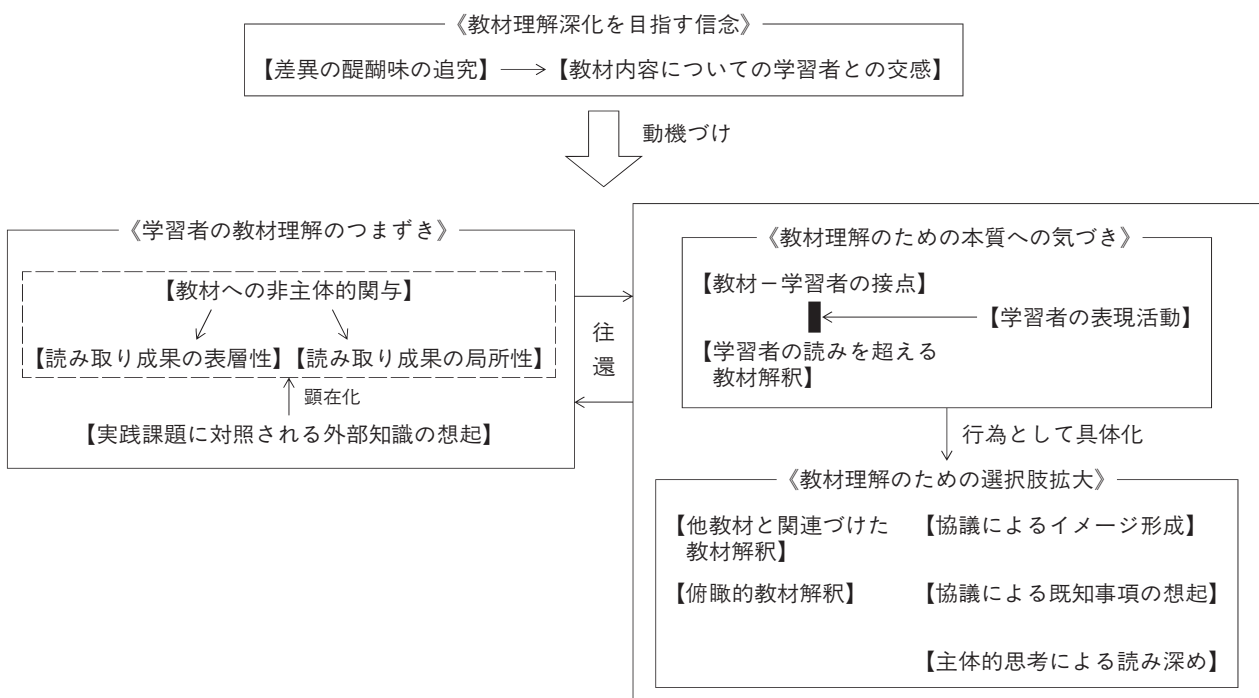 《教材理解深化を目指す信念》
【差異の醍醐味の追究】
【教材内容についての学習者との交感】
動機づけ
《学習者の教材理解のつまずき》
【教材への非主体的関与】
【読み取り成果の表層性】
【読み取り成果の局所性】
顕在化
【実践課題に対照される外部知識の想起】
往
還
《教材理解のための本質への気づき》
【教材－学習者の接点】
【学習者の表現活動】
【学習者の読みを超える
教材解釈】
行為として具体化
《教材理解のための選択肢拡大》
【他教材と関連づけた
教材解釈】
【協議によるイメージ形成】
【俯瞰的教材解釈】
【協議による既知事項の想起】
【主体的思考による読み深め】